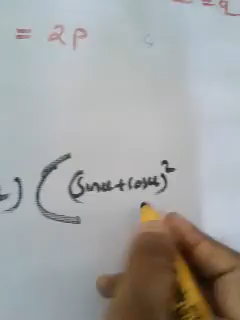 = 2p
) ((sinx+cosx)²